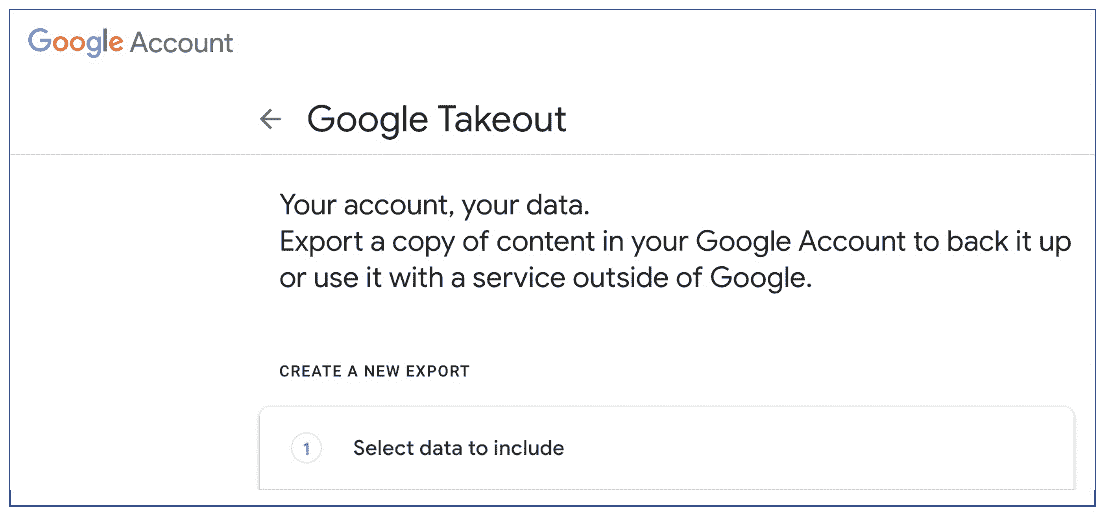 Google Account
Google Takeout
Your account, your data.
Export a copy of content in your Google Account to back it up
or use it with a service outside of Google.
CREATE A NEW EXPORT
1 Select data to include